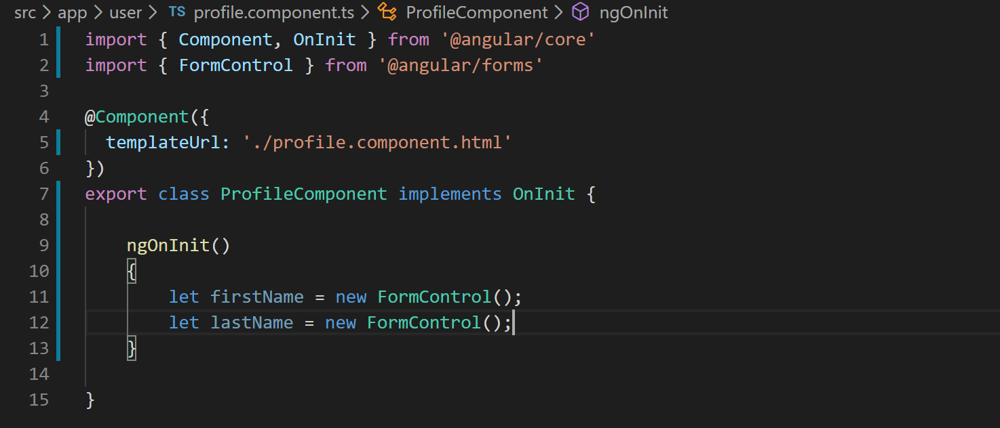 src > app > user > TS profile.component.ts > ProfileComponent > ngOnInit
1 import { Component, OnInit } from '@angular/core'
2 import { FormControl } from '@angular/forms'
3
4 @Component({
5   templateUrl: './profile.component.html'
6 })
7 export class ProfileComponent implements OnInit {
8
9     ngOnInit()
10     {
11         let firstName = new FormControl();
12         let lastName = new FormControl();
13     }
14
15 }